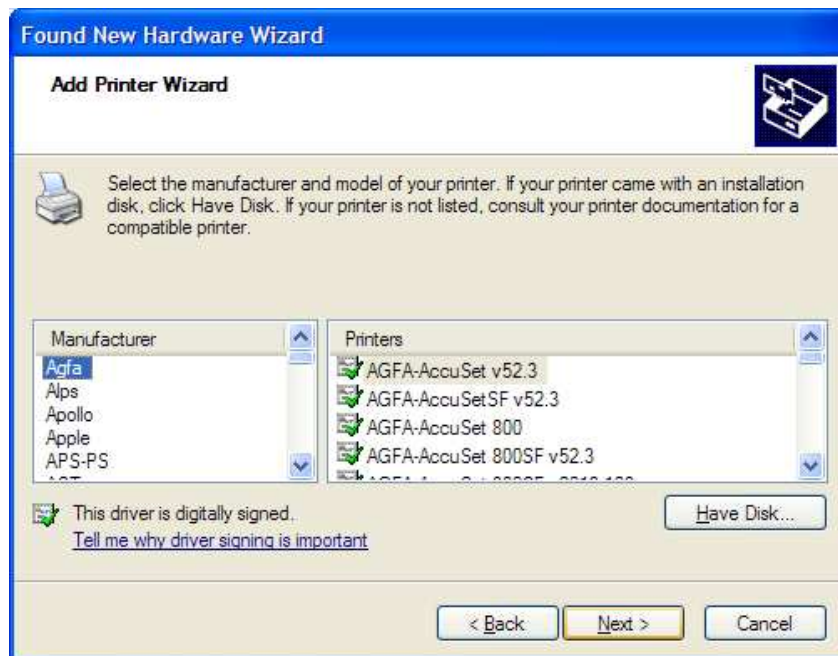 Found New Hardware Wizard
Add Printer Wizard
Select the manufacturer and model of your printer. If your printer came with an installation
disk, click Have Disk. If your printer is not listed, consult your printer documentation for a
compatible printer.
Manufacturer
Agfa
Alps
Apollo
Apple
APS-PS
Printers
AGFA-AccuSet v52.3
AGFA-AccuSetSF v52.3
AGFA-AccuSet 800
AGFA-AccuSet 800SF v52.3
This driver is digitally signed.
Tell me why driver signing is important
Have Disk...
< Back
Next >
Cancel